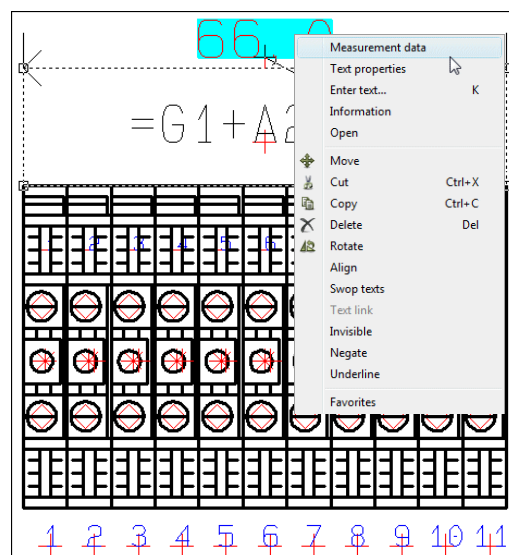 66, 0
Measurement data
Text properties
Enter text... K
Information
Open
=G1+A2
Move
Cut Ctrl+X
Copy Ctrl+C
Delete Del
Rotate
Align
Swop texts
Text link
Invisible
Negate
Underline
Favorites
2 3 4 5 6
1 2 3 4 5 6 7 8 9 10 11